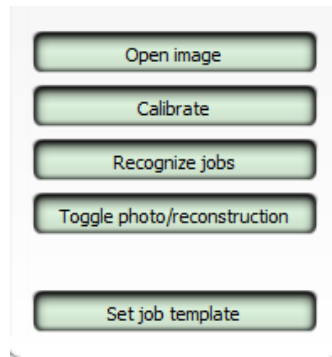 Open image
Calibrate
Recognize jobs
Toggle photo/reconstruction
Set job template